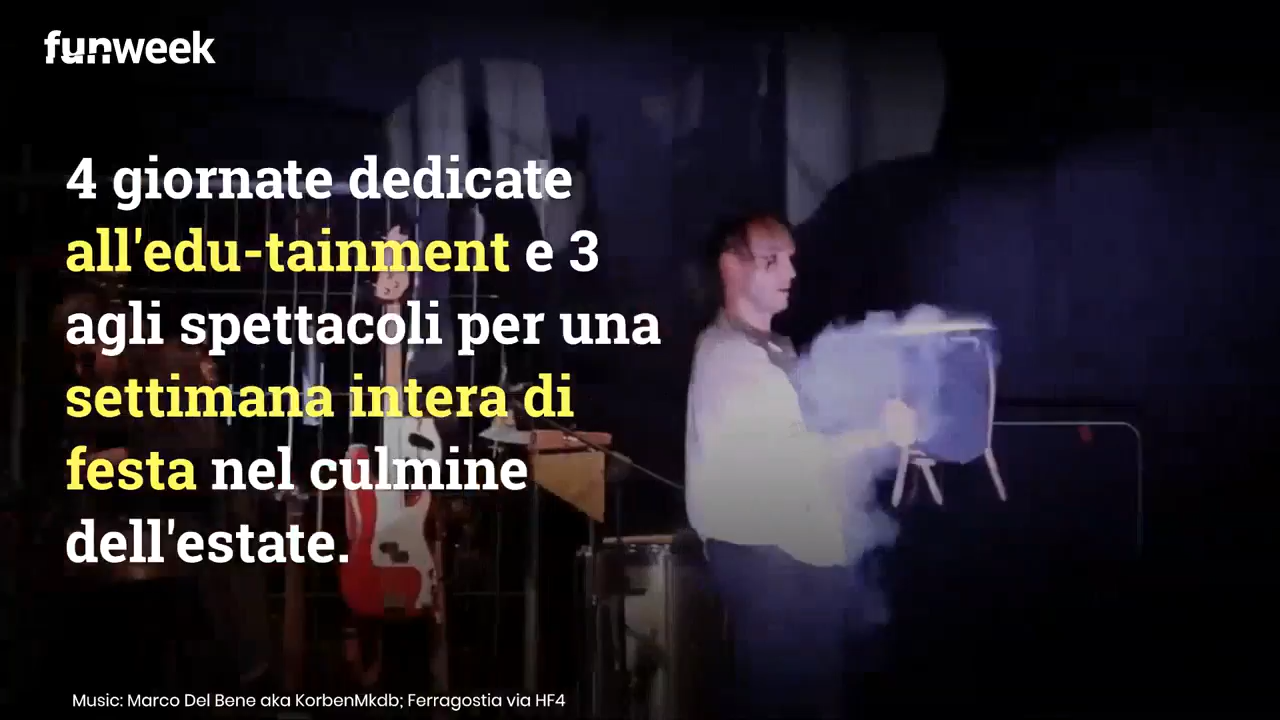 funweek
4 giornate dedicate
all'edu-tainment e 3
agli spettacoli per una
settimana intera di
festa nel culmine
dell'estate.
Music: Marco Del Bene aka KorbenMkdb; Ferragostia via HF4